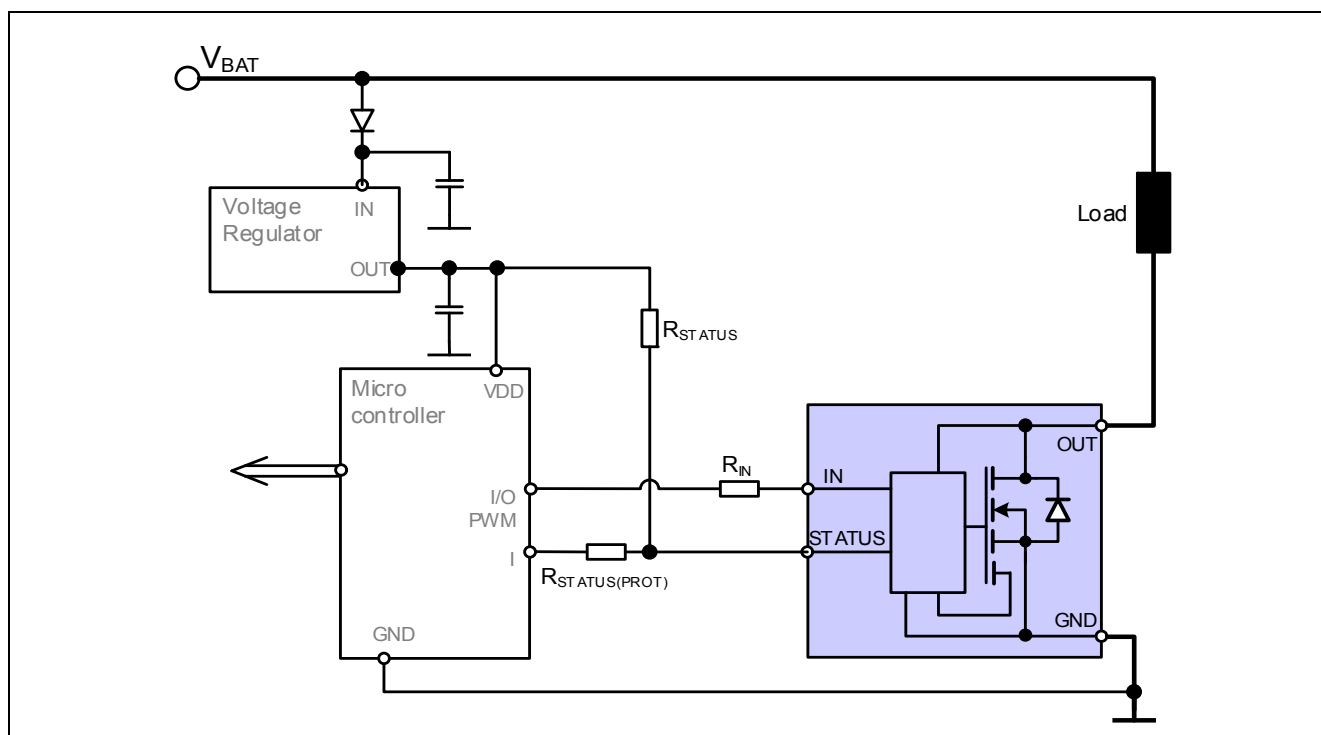 VBAT
Voltage
Regulator
IN
OUT
Load
RSTATUS
Micro
controller
VDD
RIN
IN
OUT
I/O
PWM
STATUS
I
RSTATUS(PROT)
GND
GND